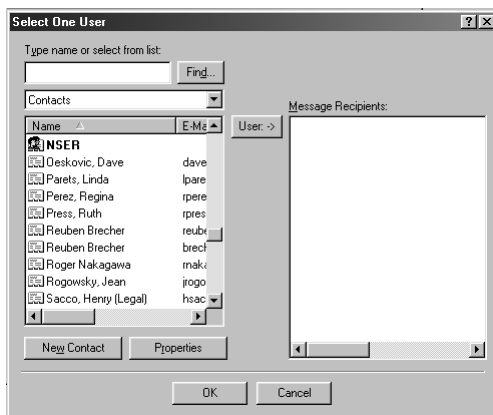 Select One User
Type name or select from list:
Find...
Contacts
Message Recipients:
Name E-Ma
User: ->
NSER
Oeskovic, Dave dave
Parets, Linda lpare
Perez, Regina rpere
Press, Ruth rpres
Reuben Brecher reube
Reuben Brecher brech
Roger Nakagawa rnaka
Rogowsky, Jean jrogo
Sacco, Henry (Legal) hsac
New Contact Properties
OK Cancel